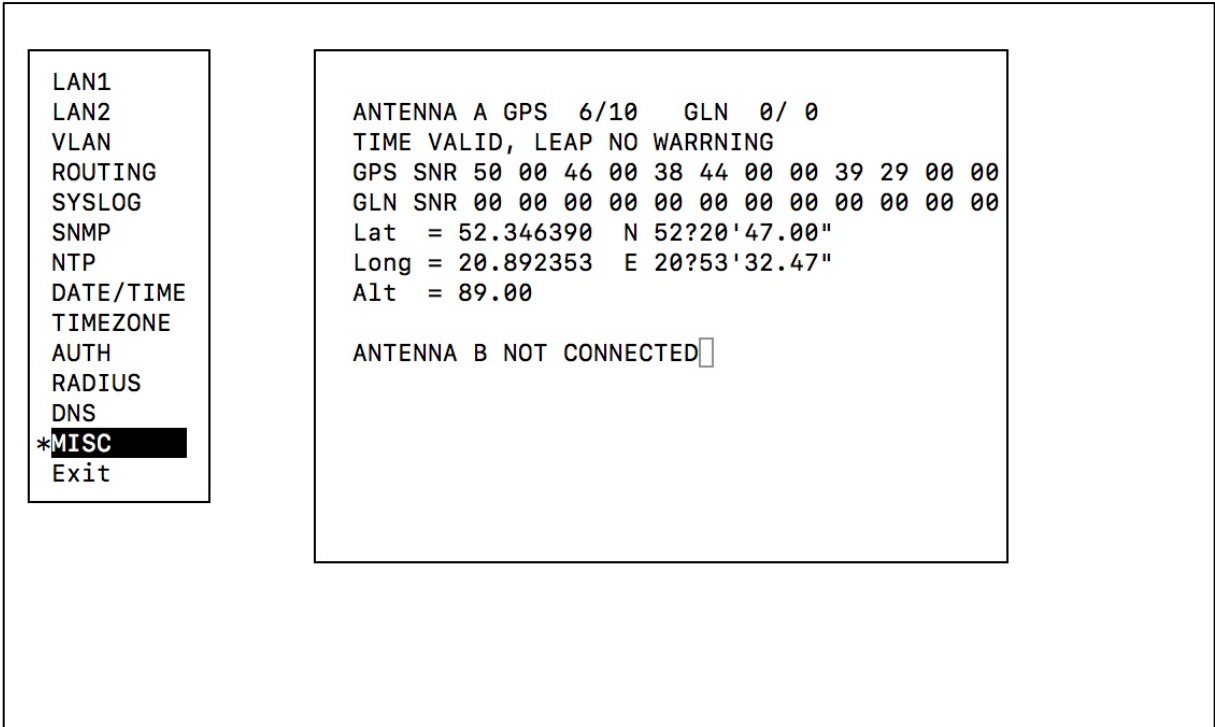 LAN1
LAN2
VLAN
ROUTING
SYSLOG
SNMP
NTP
DATE/TIME
TIMEZONE
AUTH
RADIUS
DNS
*MISC
Exit
ANTENNA A GPS  6/10   GLN  0/ 0
TIME VALID, LEAP NO WARRNING
GPS SNR 50 00 46 00 38 44 00 00 39 29 00 00
GLN SNR 00 00 00 00 00 00 00 00 00 00 00 00
Lat  = 52.346390  N 52?20'47.00"
Long = 20.892353  E 20?53'32.47"
Alt  = 89.00
ANTENNA B NOT CONNECTED